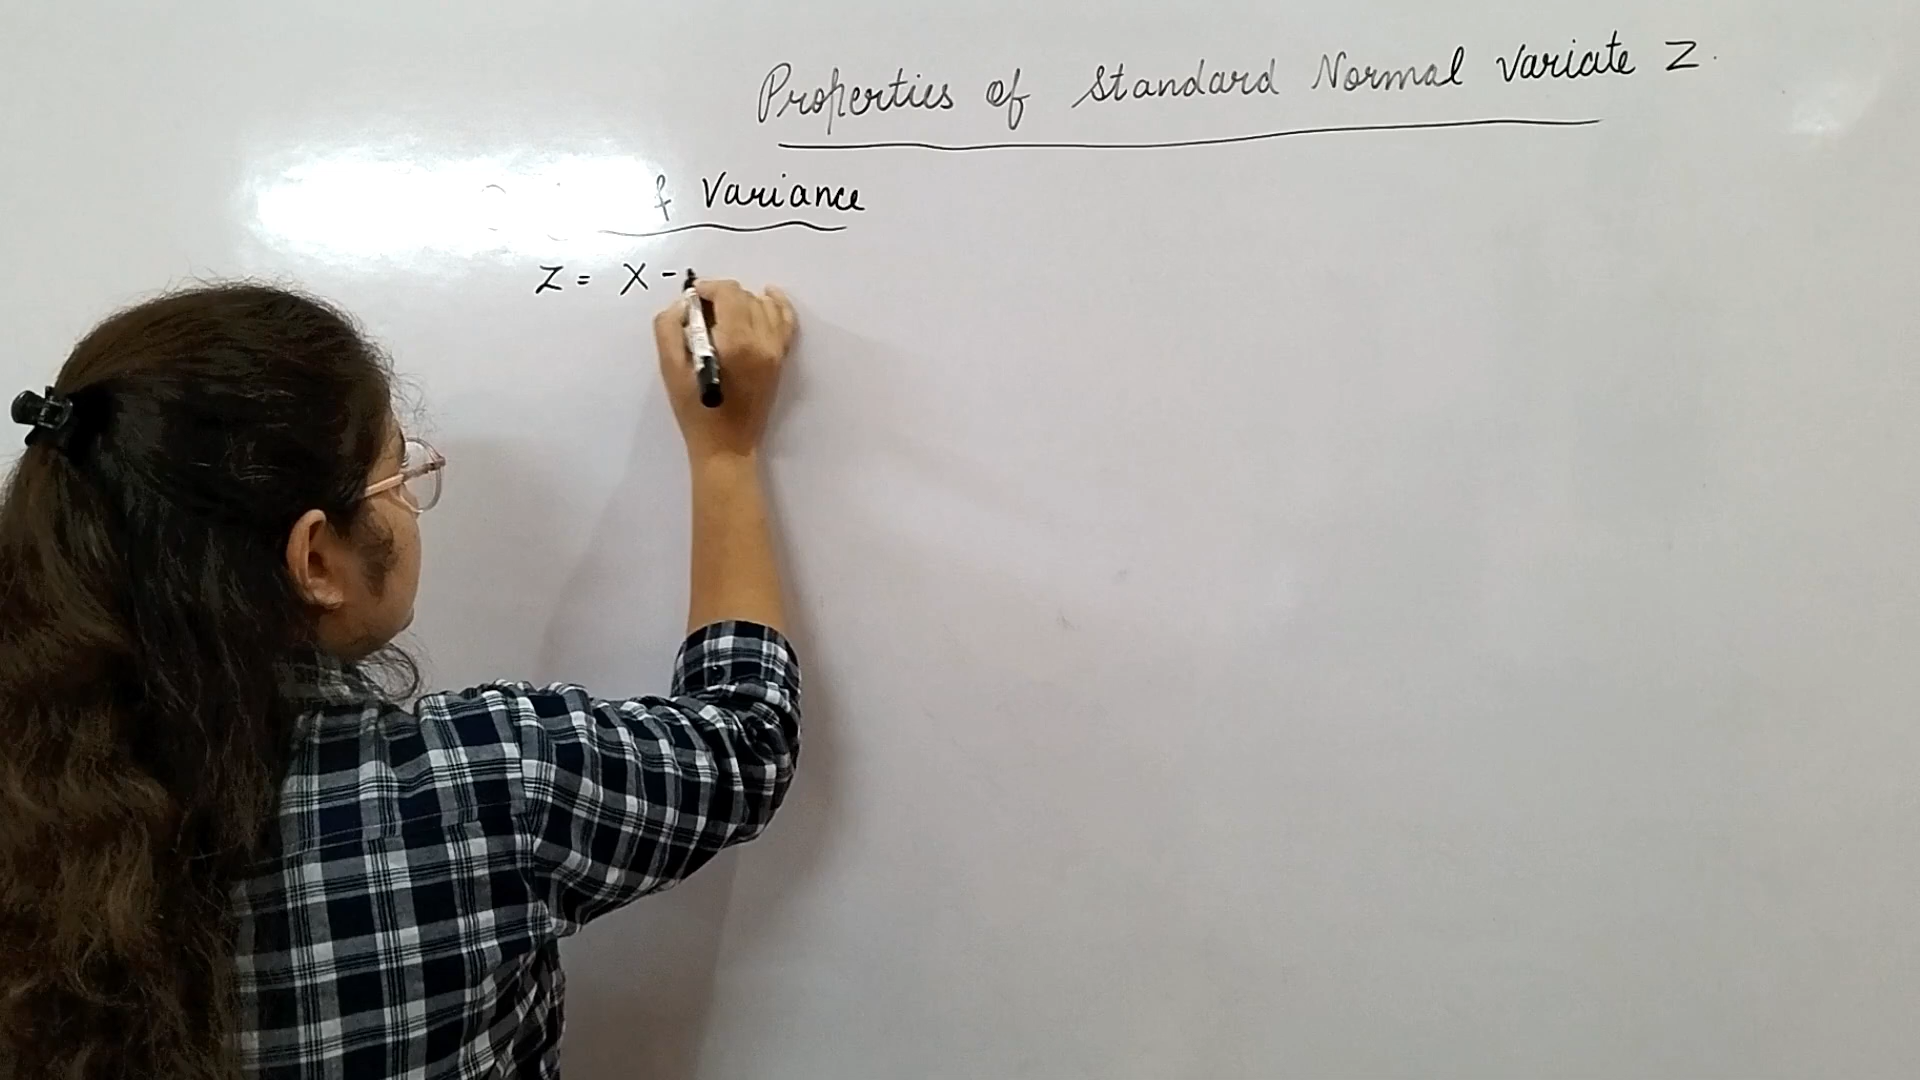 Properties of Standard Normal Variate Z.
Variance
Z = X -